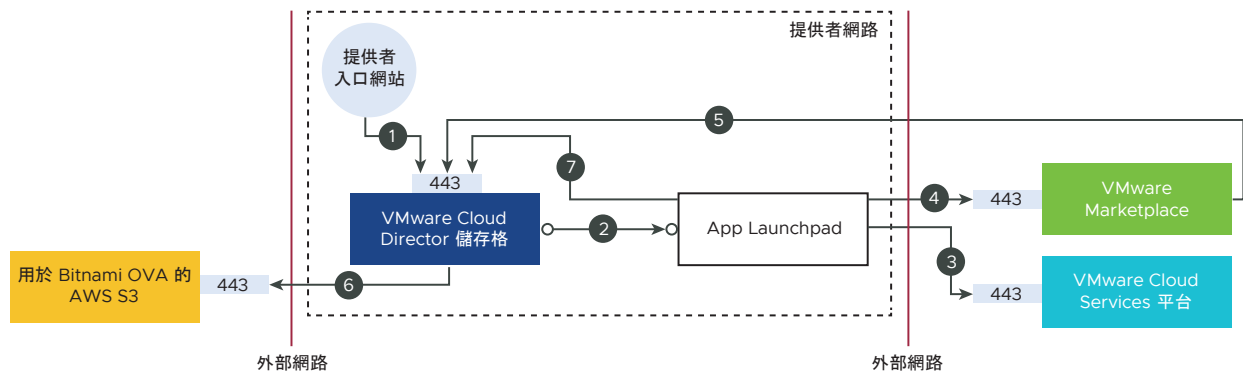 提供者網路
提供者
入口網站
1
5
7
443
VMware Cloud
Director 儲存格
2
App Launchpad
4
443
VMware
Marketplace
3
用於 Bitnami OVA 的
AWS S3
443
6
443
VMware Cloud
Services 平台
外部網路
外部網路